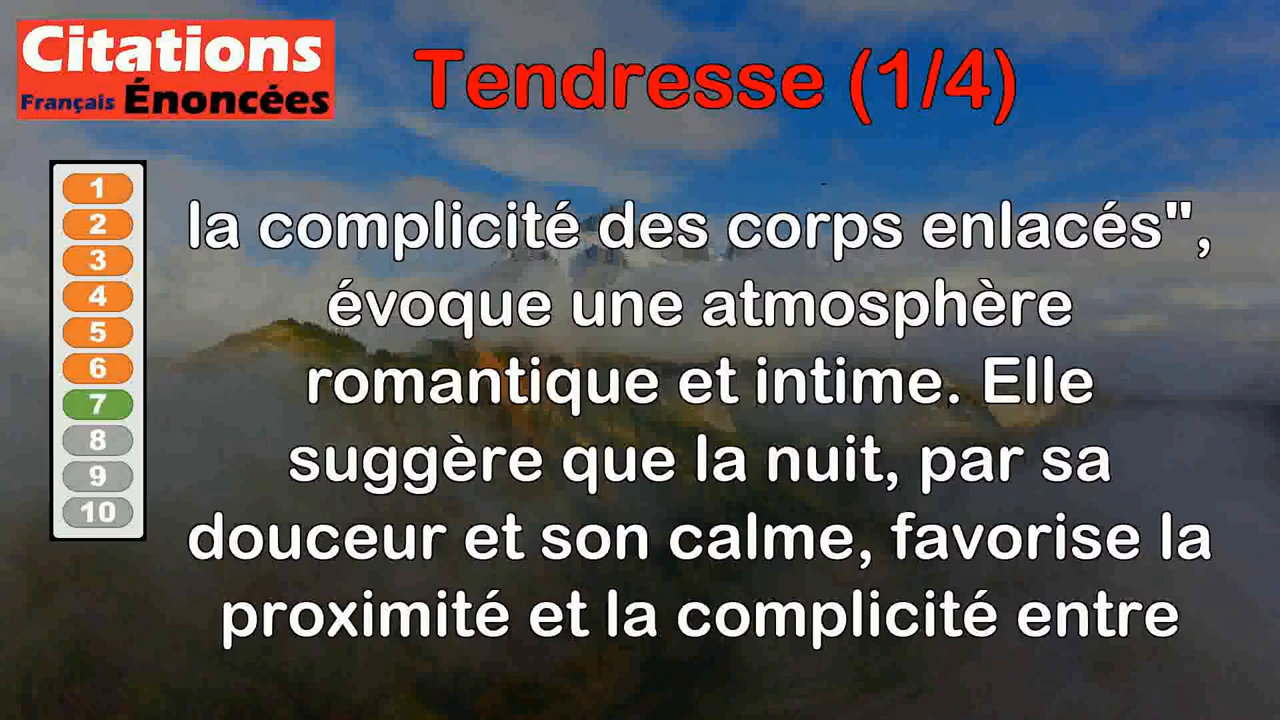 Citations
Français Énoncées
Tendresse (1/4)
1
2
3
4
5
6
7
8
9
10
la complicité des corps enlacés",
évoque une atmosphère
romantique et intime. Elle
suggère que la nuit, par sa
douceur et son calme, favorise la
proximité et la complicité entre